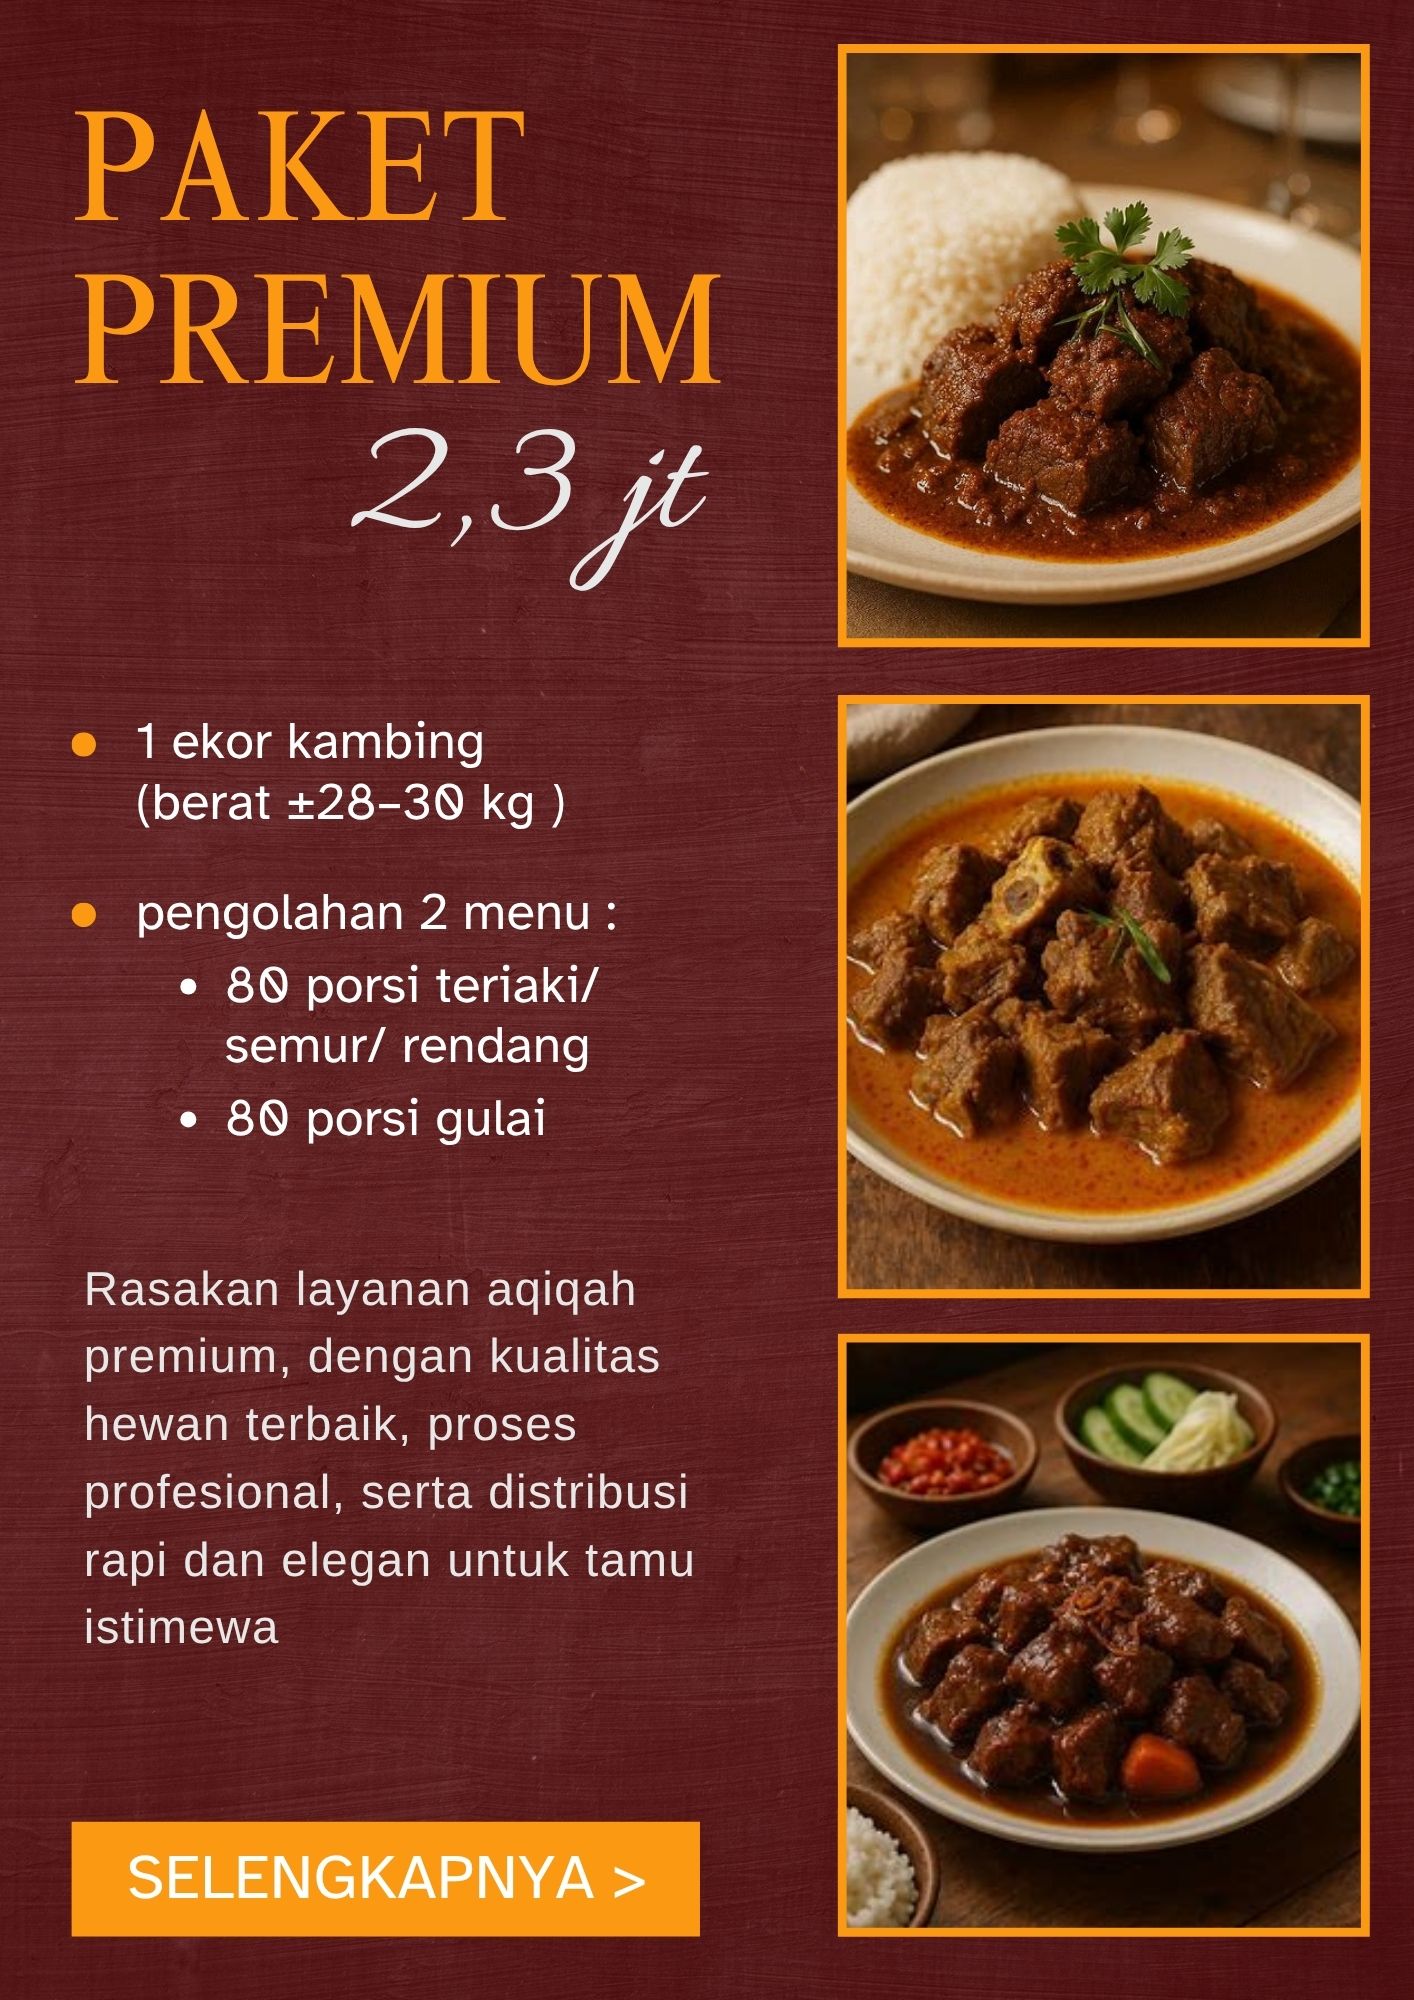 PAKET
PREMIUM
2,3 jt
1 ekor kambing
(berat ±28–30 kg )
pengolahan 2 menu :
80 porsi teriaki/
semur/ rendang
80 porsi gulai
Rasakan layanan aqiqah
premium, dengan kualitas
hewan terbaik, proses
profesional, serta distribusi
rapi dan elegan untuk tamu
istimewa
SELENGKAPNYA >